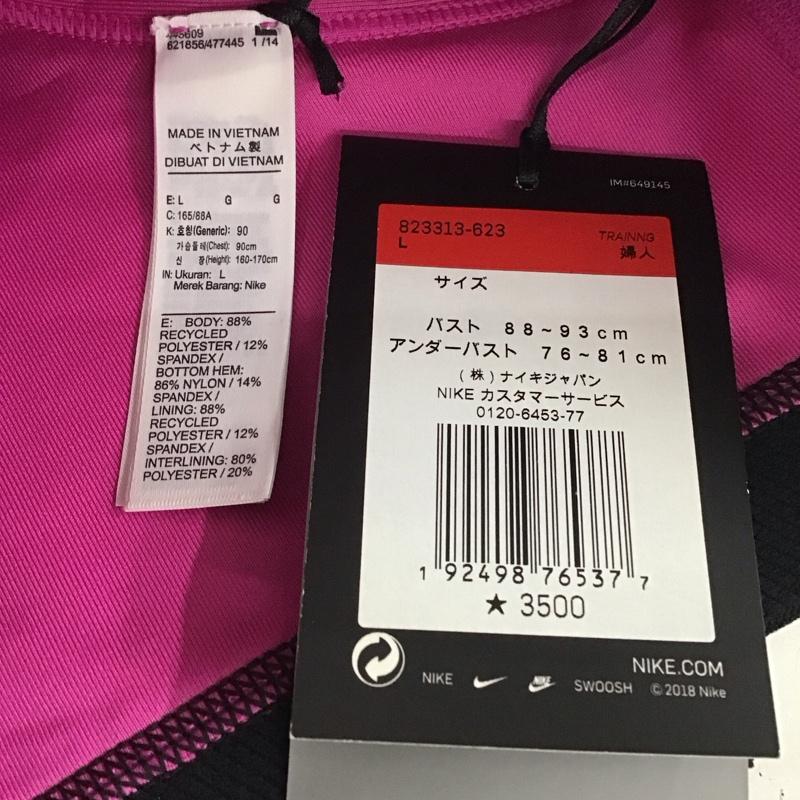 621856/477445 1 /14
MADE IN VIETNAM
ベトナム製
DIBUAT DI VIETNAM
E: L G G
C: 165/88A
K: 호칭(Generic): 90
가슴둘레(Chest): 90cm
신 장(Height): 160-170cm
IN: Ukuran: L
Merek Barang: Nike
E: BODY: 88%
RECYCLED
POLYESTER / 12%
SPANDEX /
BOTTOM HEM:
86% NYLON / 14%
SPANDEX /
LINING: 88%
RECYCLED
POLYESTER / 12%
SPANDEX /
INTERLINING: 80%
POLYESTER / 20%
IM#649145
823313-623
L
TRAINNG
婦人
サイズ
バスト 88~93cm
アンダーバスト 76~81cm
(株)ナイキジャパン
NIKE カスタマーサービス
0120-6453-77
1 92498 76537 7
★ 3500
NIKE.COM
NIKE NIKE SWOOSH ©2018 Nike